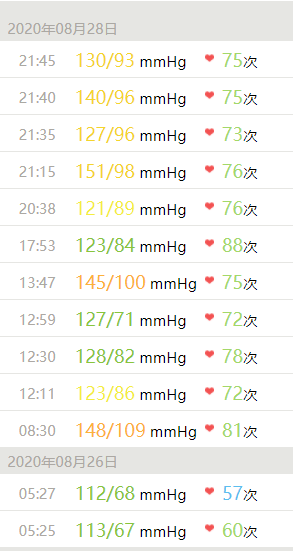 2020年08月28日
21:45 130/93 mmHg 75次
21:40 140/96 mmHg 75次
21:35 127/96 mmHg 73次
21:15 151/98 mmHg 76次
20:38 121/89 mmHg 76次
17:53 123/84 mmHg 88次
13:47 145/100 mmHg 75次
12:59 127/71 mmHg 72次
12:30 128/82 mmHg 78次
12:11 123/86 mmHg 72次
08:30 148/109 mmHg 81次
2020年08月26日
05:27 112/68 mmHg 57次
05:25 113/67 mmHg 60次